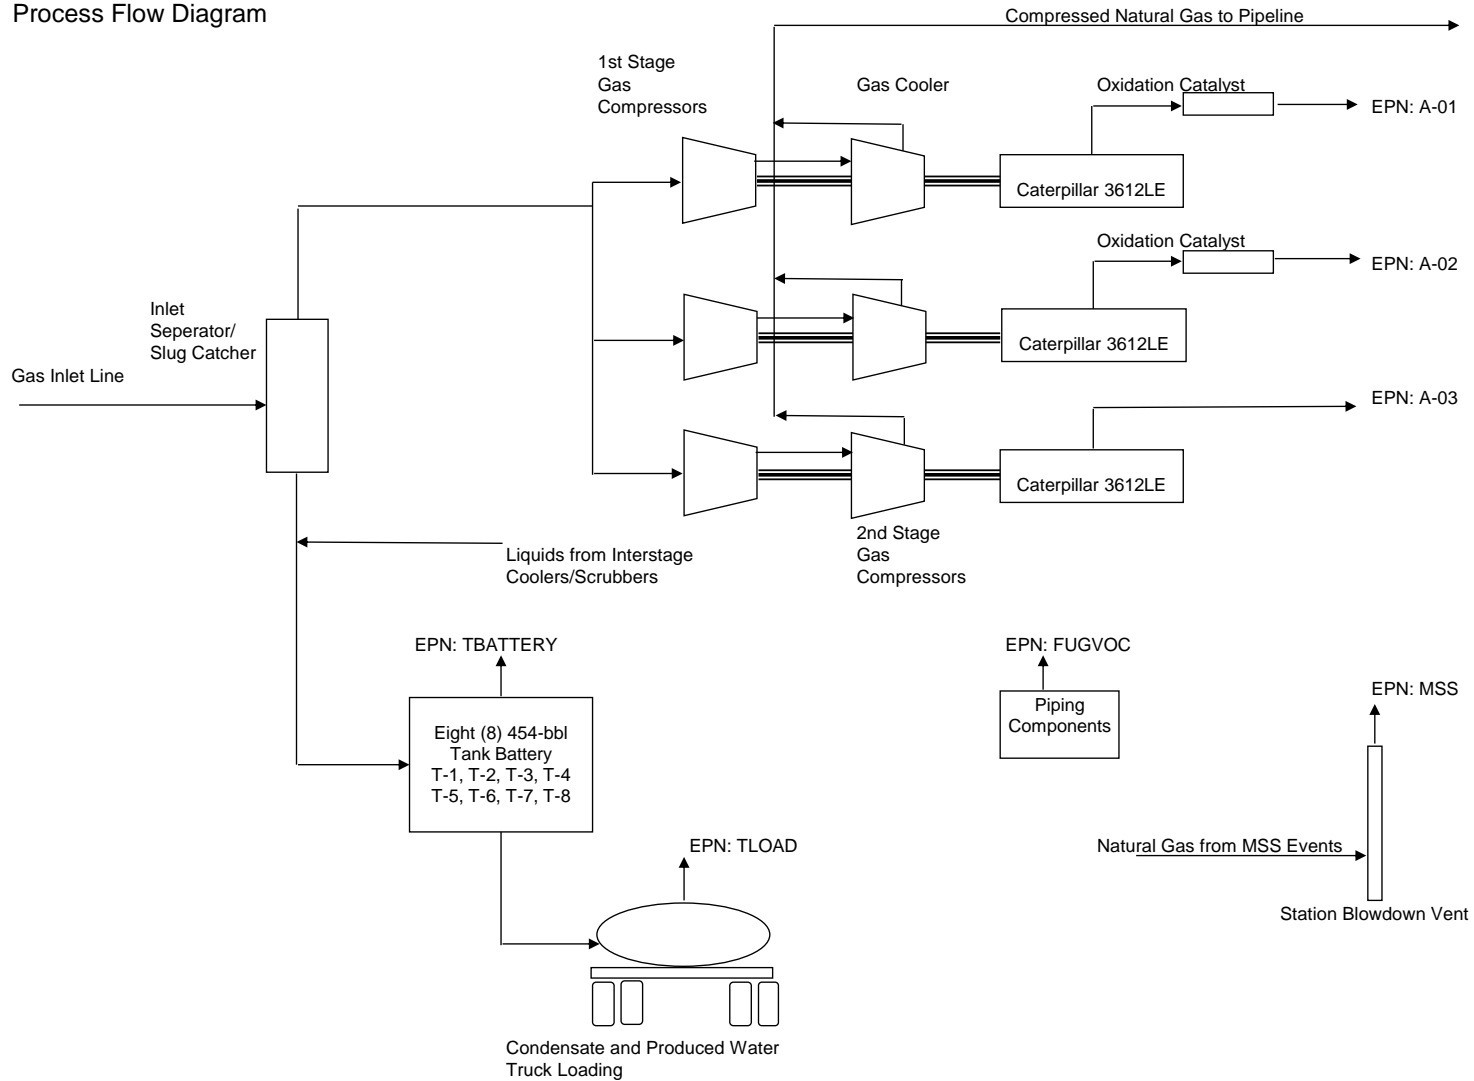 Process Flow Diagram
Compressed Natural Gas to Pipeline
1st Stage
Gas
Compressors
Gas Cooler
Oxidation Catalyst
EPN: A-01
Caterpillar 3612LE
Oxidation Catalyst
EPN: A-02
Inlet
Seperator/
Slug Catcher
Caterpillar 3612LE
Gas Inlet Line
EPN: A-03
Caterpillar 3612LE
2nd Stage
Gas
Compressors
Liquids from Interstage
Coolers/Scrubbers
EPN: TBATTERY
EPN: FUGVOC
EPN: MSS
Piping
Components
Eight (8) 454-bbl
Tank Battery
T-1, T-2, T-3, T-4
T-5, T-6, T-7, T-8
EPN: TLOAD
Natural Gas from MSS Events
Station Blowdown Vent
Condensate and Produced Water
Truck Loading